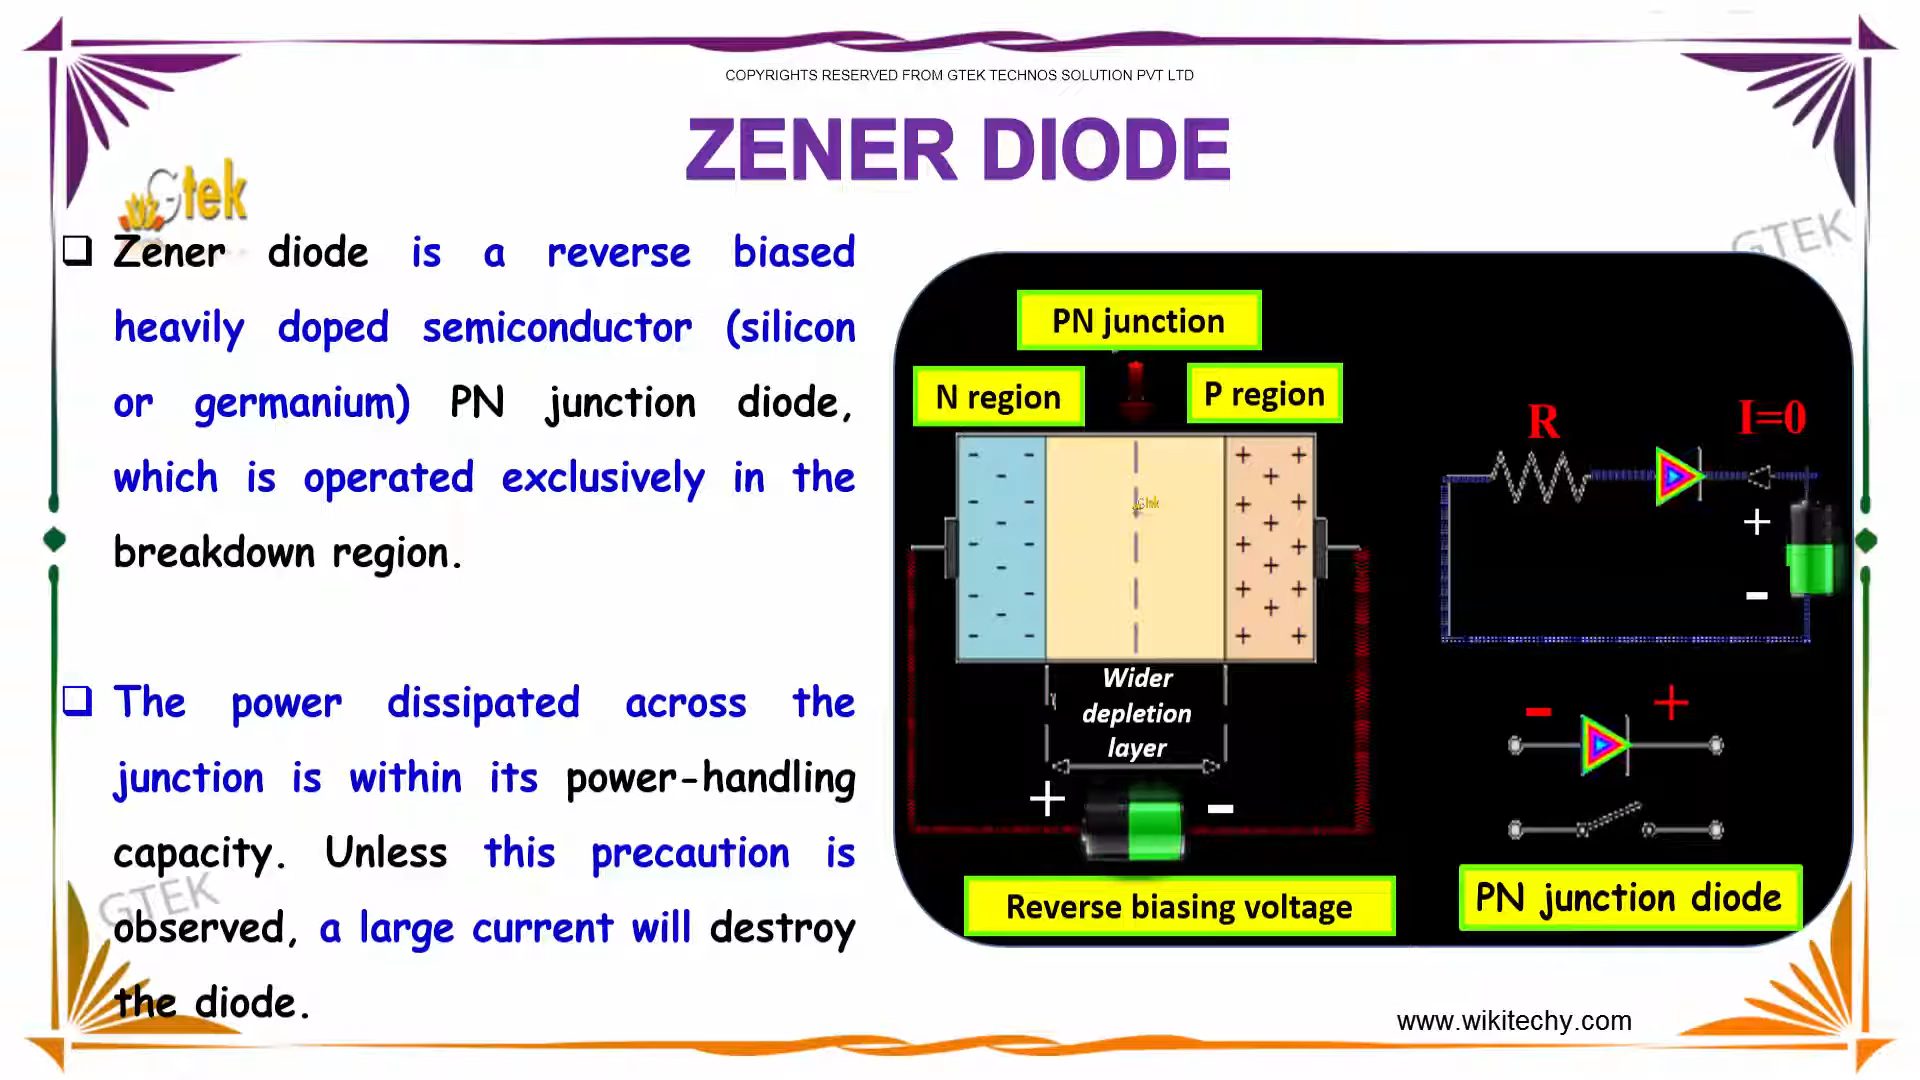 COPYRIGHTS RESERVED FROM GTEK TECHNOS SOLUTION PVT LTD
ZENER DIODE
Gtek
GTEK
❑ Zener diode is a reverse biased
heavily doped semiconductor (silicon
or germanium) PN junction diode,
which is operated exclusively in the
breakdown region.
❑ The power dissipated across the
junction is within its power-handling
capacity. Unless this precaution is
observed, a large current will destroy
the diode.
GTEK
PN junction
N region
P region
Gtek
Wider
depletion
layer
+ -
Reverse biasing voltage
R
I=0
+
-
- +
PN junction diode
www.wikitechy.com